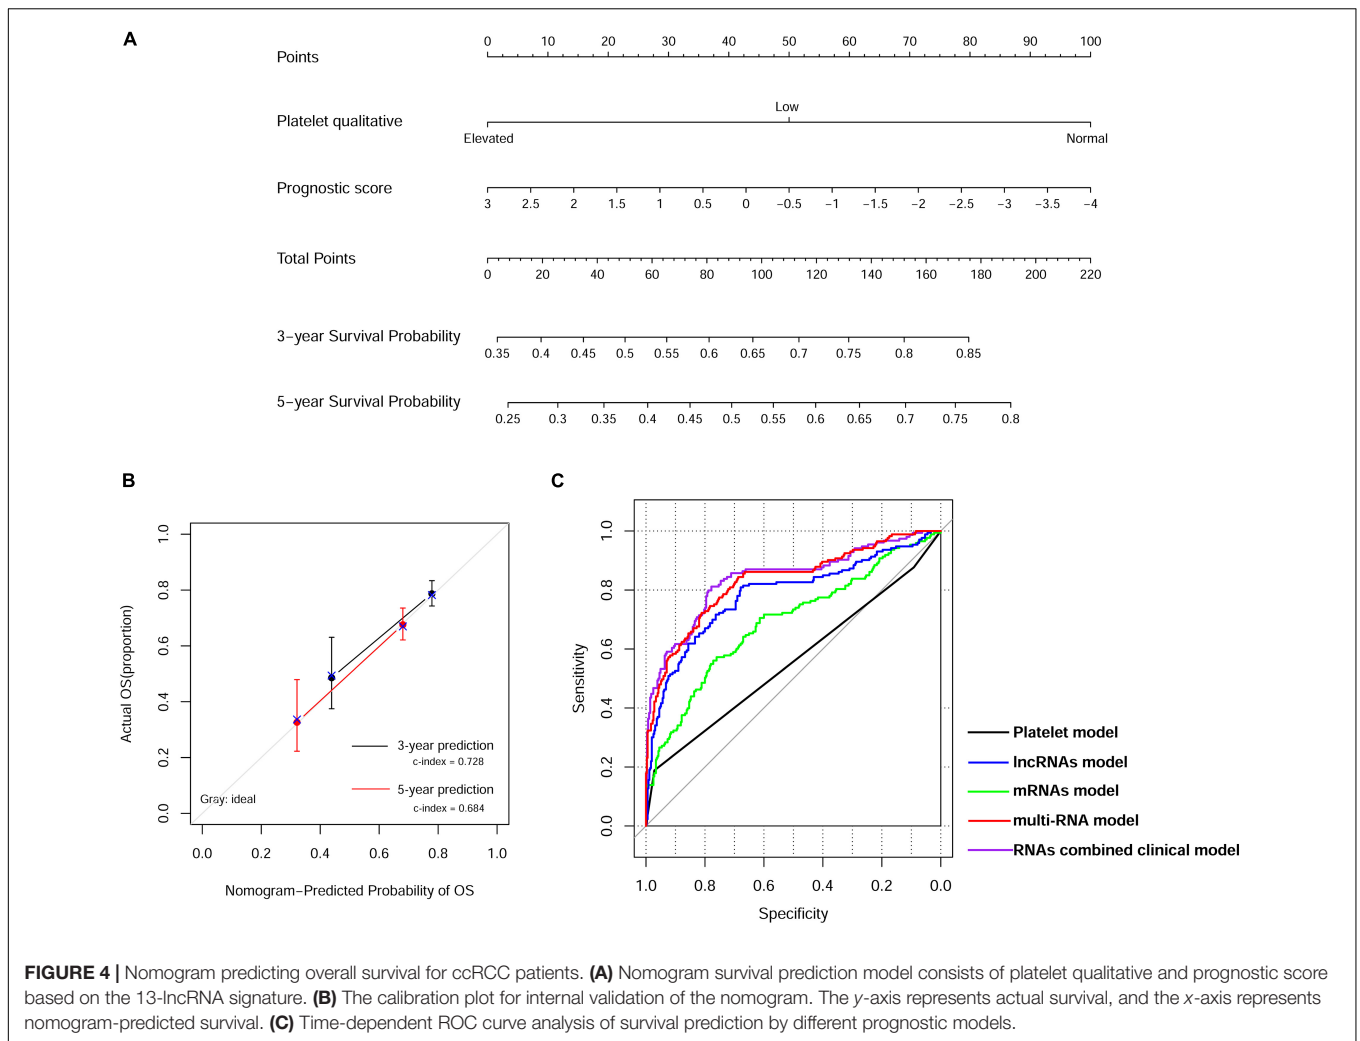 A
Points
0 10 20 30 40 50 60 70 80 90 100
Platelet qualitative
Low
Elevated Normal
Prognostic score
3 2.5 2 1.5 1 0.5 0 −0.5 −1 −1.5 −2 −2.5 −3 −3.5 −4
Total Points
0 20 40 60 80 100 120 140 160 180 200 220
3−year Survival Probability
0.35 0.4 0.45 0.5 0.55 0.6 0.65 0.7 0.75 0.8 0.85
5−year Survival Probability
0.25 0.3 0.35 0.4 0.45 0.5 0.55 0.6 0.65 0.7 0.75 0.8
B
Actual OS(proportion)
1.0
0.8
0.6
0.4
0.2
0.0
3-year prediction
c-index = 0.728
5-year prediction
c-index = 0.684
Gray: ideal
0.0 0.2 0.4 0.6 0.8 1.0
Nomogram−Predicted Probability of OS
C
Sensitivity
1.0
0.8
0.6
0.4
0.2
0.0
1.0 0.8 0.6 0.4 0.2 0.0
Specificity
Platelet model
lncRNAs model
mRNAs model
multi-RNA model
RNAs combined clinical model
FIGURE 4 | Nomogram predicting overall survival for ccRCC patients. (A) Nomogram survival prediction model consists of platelet qualitative and prognostic score
based on the 13-lncRNA signature. (B) The calibration plot for internal validation of the nomogram. The y-axis represents actual survival, and the x-axis represents
nomogram-predicted survival. (C) Time-dependent ROC curve analysis of survival prediction by different prognostic models.